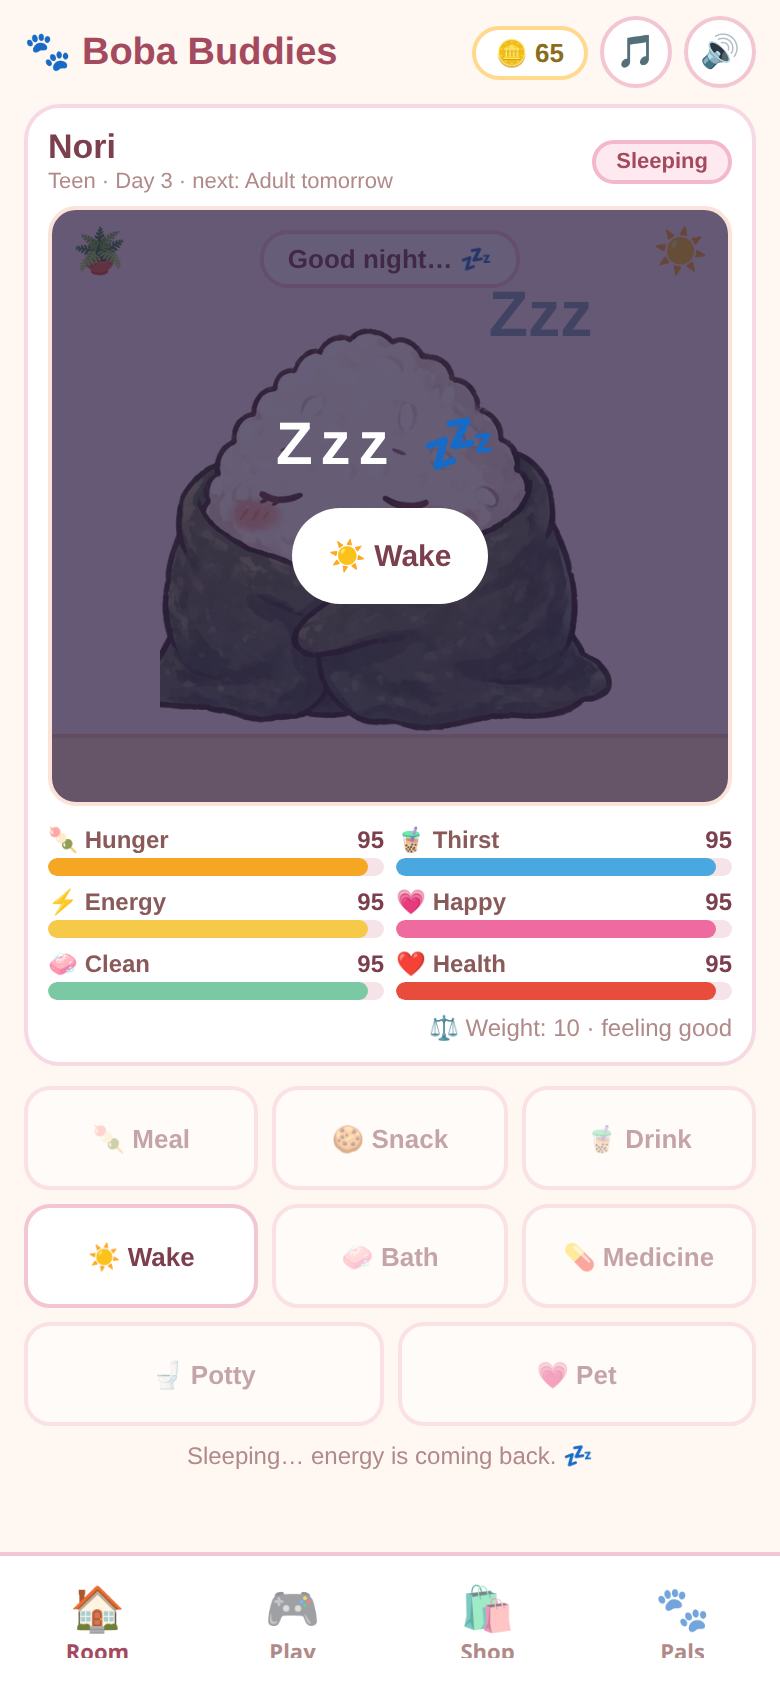 Boba Buddies
65
Nori
Teen · Day 3 · next: Adult tomorrow
Sleeping
Good night… 💤
Zzz
Zzz 💤
Wake
Hunger 95
Thirst 95
Energy 95
Happy 95
Clean 95
Health 95
Weight: 10 · feeling good
Meal
Snack
Drink
Wake
Bath
Medicine
Potty
Pet
Sleeping… energy is coming back. 💤
Room
Play
Shop
Pals